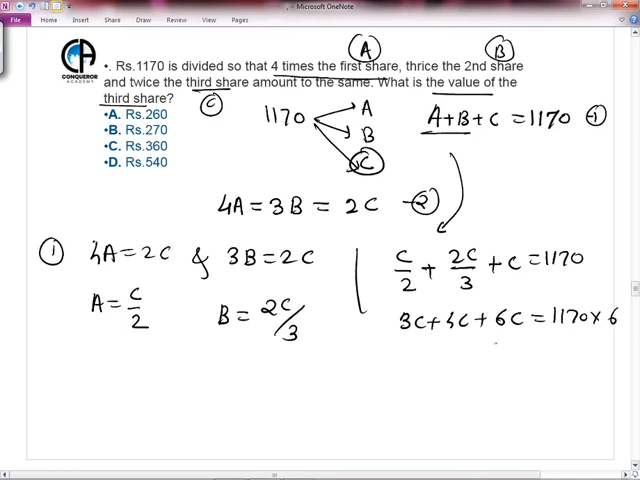 - Microsoft OneNote
File Home Insert Share Draw Review View
A B
•. Rs.1170 is divided so that 4 times the first share, thrice the 2nd share
and twice the third share amount to the same. What is the value of the
third share?
C
CONQUEROR
ACADEMY
•A. Rs.260
•B. Rs.270
•C. Rs.360
•D. Rs.540
1170 A
B
C
A+B+C = 1170 -1
4A = 3B = 2C -2
1 4A = 2C & 3B = 2C
A = C/2 B = 2C/3
C/2 + 2C/3 + C = 1170
3C + 4C + 6C = 1170 × 6